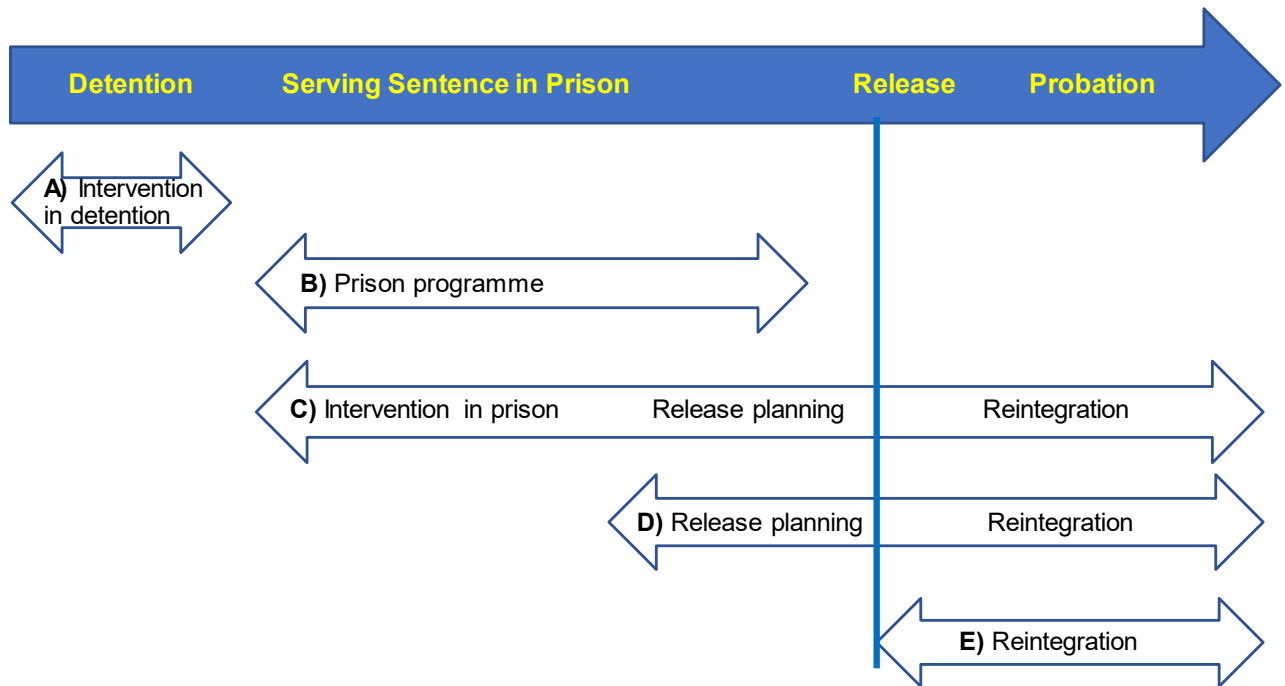 Detention Serving Sentence in Prison Release Probation
A) Intervention
in detention
B) Prison programme
C) Intervention in prison Release planning Reintegration
D) Release planning Reintegration
E) Reintegration